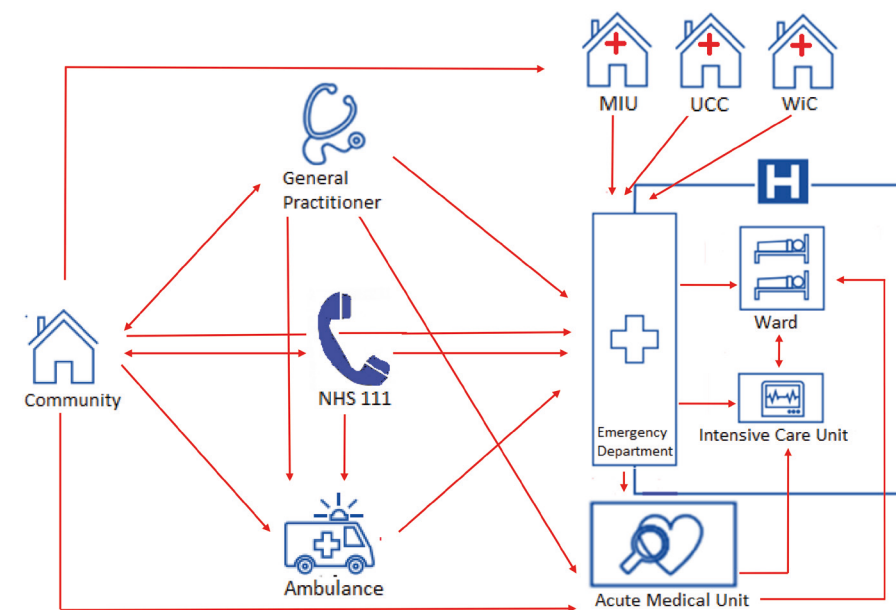 MIU
UCC
WiC
General
Practitioner
H
Ward
Community
NHS 111
Emergency
Department
Intensive Care Unit
Ambulance
Acute Medical Unit